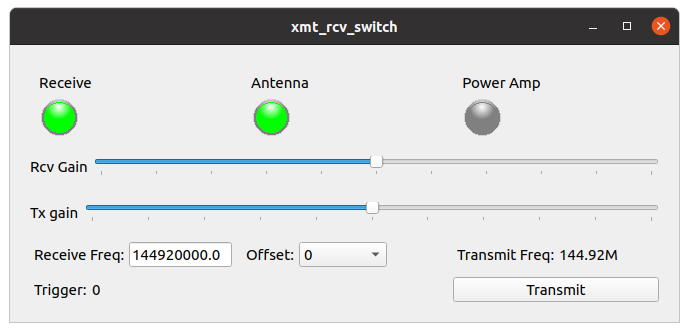 xmt_rcv_switch
Receive Antenna Power Amp
Rcv Gain
Tx gain
Receive Freq: 144920000.0 Offset: 0 Transmit Freq: 144.92M
Trigger: 0 Transmit